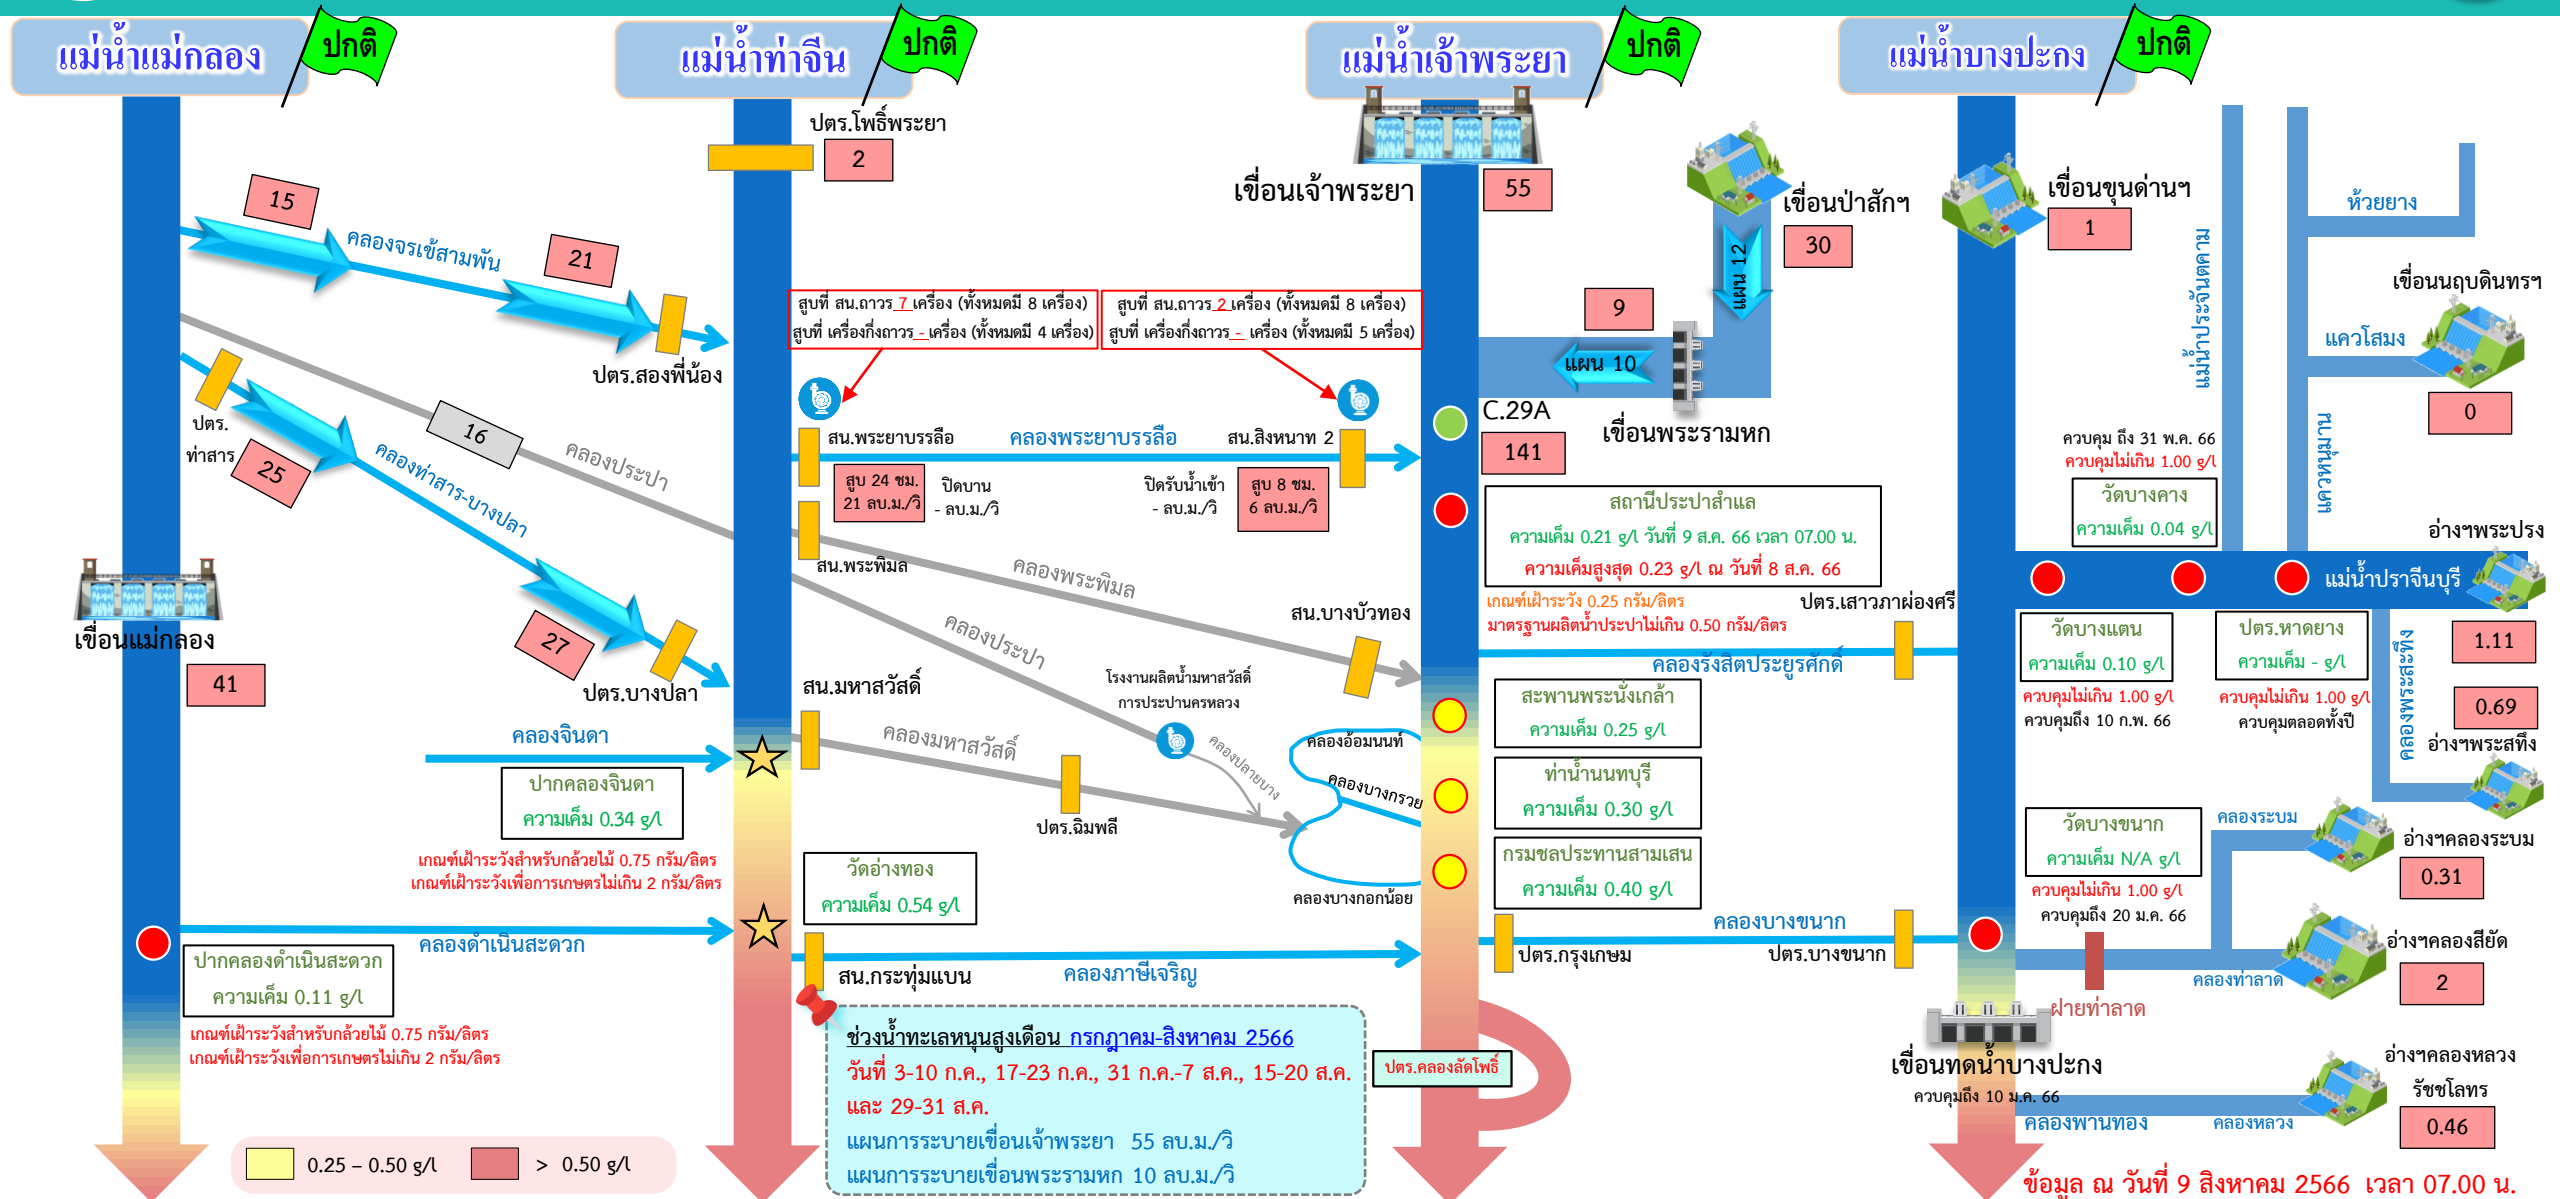 แม่น้ำแม่กลอง
ปกติ
แม่น้ำท่าจีน
ปกติ
แม่น้ำเจ้าพระยา
ปกติ
แม่น้ำบางปะกง
ปกติ
ปตร.โพธิ์พระยา
2
15
คลองจรเข้สามพัน
21
ปตร.สองพี่น้อง
ปตร.
ท่าสาร
25
16
คลองประปา
คลองท่าสาร-บางปลา
27
ปตร.บางปลา
เขื่อนแม่กลอง
41
คลองจินดา
ปากคลองจินดา
ความเค็ม 0.34 g/l
เกณฑ์เฝ้าระวังสำหรับกล้วยไม้ 0.75 กรัม/ลิตร
เกณฑ์เฝ้าระวังเพื่อการเกษตรไม่เกิน 2 กรัม/ลิตร
คลองดำเนินสะดวก
ปากคลองดำเนินสะดวก
ความเค็ม 0.11 g/l
เกณฑ์เฝ้าระวังสำหรับกล้วยไม้ 0.75 กรัม/ลิตร
เกณฑ์เฝ้าระวังเพื่อการเกษตรไม่เกิน 2 กรัม/ลิตร
0.25 – 0.50 g/l
> 0.50 g/l
สูบที่ สน.ถาวร 7 เครื่อง (ทั้งหมดมี 8 เครื่อง)
สูบที่ เครื่องกึ่งถาวร - เครื่อง (ทั้งหมดมี 4 เครื่อง)
สูบที่ สน.ถาวร 2 เครื่อง (ทั้งหมดมี 8 เครื่อง)
สูบที่ เครื่องกึ่งถาวร - เครื่อง (ทั้งหมดมี 5 เครื่อง)
สน.พระยาบรรลือ
คลองพระยาบรรลือ
สน.สิงหนาท 2
สูบ 24 ชม.
21 ลบ.ม./วิ
ปิดบาน
- ลบ.ม./วิ
ปิดรับน้ำเข้า
- ลบ.ม./วิ
สูบ 8 ชม.
6 ลบ.ม./วิ
สน.พระพิมล
คลองพระพิมล
สน.บางบัวทอง
คลองประปา
โรงงานผลิตน้ำมหาสวัสดิ์
การประปานครหลวง
สน.มหาสวัสดิ์
คลองมหาสวัสดิ์
ปตร.ฉิมพลี
คลองปลายบาง
คลองอ้อมนนท์
คลองบางกรวย
คลองบางกอกน้อย
วัดอ่างทอง
ความเค็ม 0.54 g/l
สน.กระทุ่มแบน
คลองภาษีเจริญ
ช่วงน้ำทะเลหนุนสูงเดือน กรกฎาคม-สิงหาคม 2566
วันที่ 3-10 ก.ค., 17-23 ก.ค., 31 ก.ค.-7 ส.ค., 15-20 ส.ค.
และ 29-31 ส.ค.
แผนการระบายเขื่อนเจ้าพระยา 55 ลบ.ม./วิ
แผนการระบายเขื่อนพระรามหก 10 ลบ.ม./วิ
เขื่อนเจ้าพระยา
55
เขื่อนป่าสักฯ
30
แผน 12
9
แผน 10
เขื่อนพระรามหก
C.29A
141
สถานีประปาสำแล
ความเค็ม 0.21 g/l วันที่ 9 ส.ค. 66 เวลา 07.00 น.
ความเค็มสูงสุด 0.23 g/l ณ วันที่ 8 ส.ค. 66
เกณฑ์เฝ้าระวัง 0.25 กรัม/ลิตร
มาตรฐานผลิตน้ำประปาไม่เกิน 0.50 กรัม/ลิตร
ปตร.เสาวภาผ่องศรี
คลองรังสิตประยูรศักดิ์
สะพานพระนั่งเกล้า
ความเค็ม 0.25 g/l
ท่าน้ำนนทบุรี
ความเค็ม 0.30 g/l
กรมชลประทานสามเสน
ความเค็ม 0.40 g/l
คลองบางขนาก
ปตร.กรุงเกษม
ปตร.บางขนาก
ปตร.คลองลัดโพธิ์
เขื่อนขุนด่านฯ
1
แม่น้ำประจันตคาม
ห้วยยาง
เขื่อนนฤบดินทรฯ
แควโสมง
0
แควหนุมาน
ควบคุม ถึง 31 พ.ค. 66
ควบคุมไม่เกิน 1.00 g/l
วัดบางคาง
ความเค็ม 0.04 g/l
อ่างฯพระปรง
แม่น้ำปราจีนบุรี
1.11
วัดบางแตน
ความเค็ม 0.10 g/l
ควบคุมไม่เกิน 1.00 g/l
ควบคุมถึง 10 ก.พ. 66
ปตร.หาดยาง
ความเค็ม - g/l
ควบคุมไม่เกิน 1.00 g/l
ควบคุมตลอดทั้งปี
คลองพระสะทึง
0.69
อ่างฯพระสทึง
วัดบางขนาก
ความเค็ม N/A g/l
ควบคุมไม่เกิน 1.00 g/l
ควบคุมถึง 20 ม.ค. 66
คลองระบม
อ่างฯคลองระบม
0.31
อ่างฯคลองสียัด
2
คลองท่าลาด
ฝายท่าลาด
เขื่อนทดน้ำบางปะกง
ควบคุมถึง 10 ม.ค. 66
คลองพานทอง
คลองหลวง
อ่างฯคลองหลวง
รัชชโลทร
0.46
ข้อมูล ณ วันที่ 9 สิงหาคม 2566 เวลา 07.00 น.